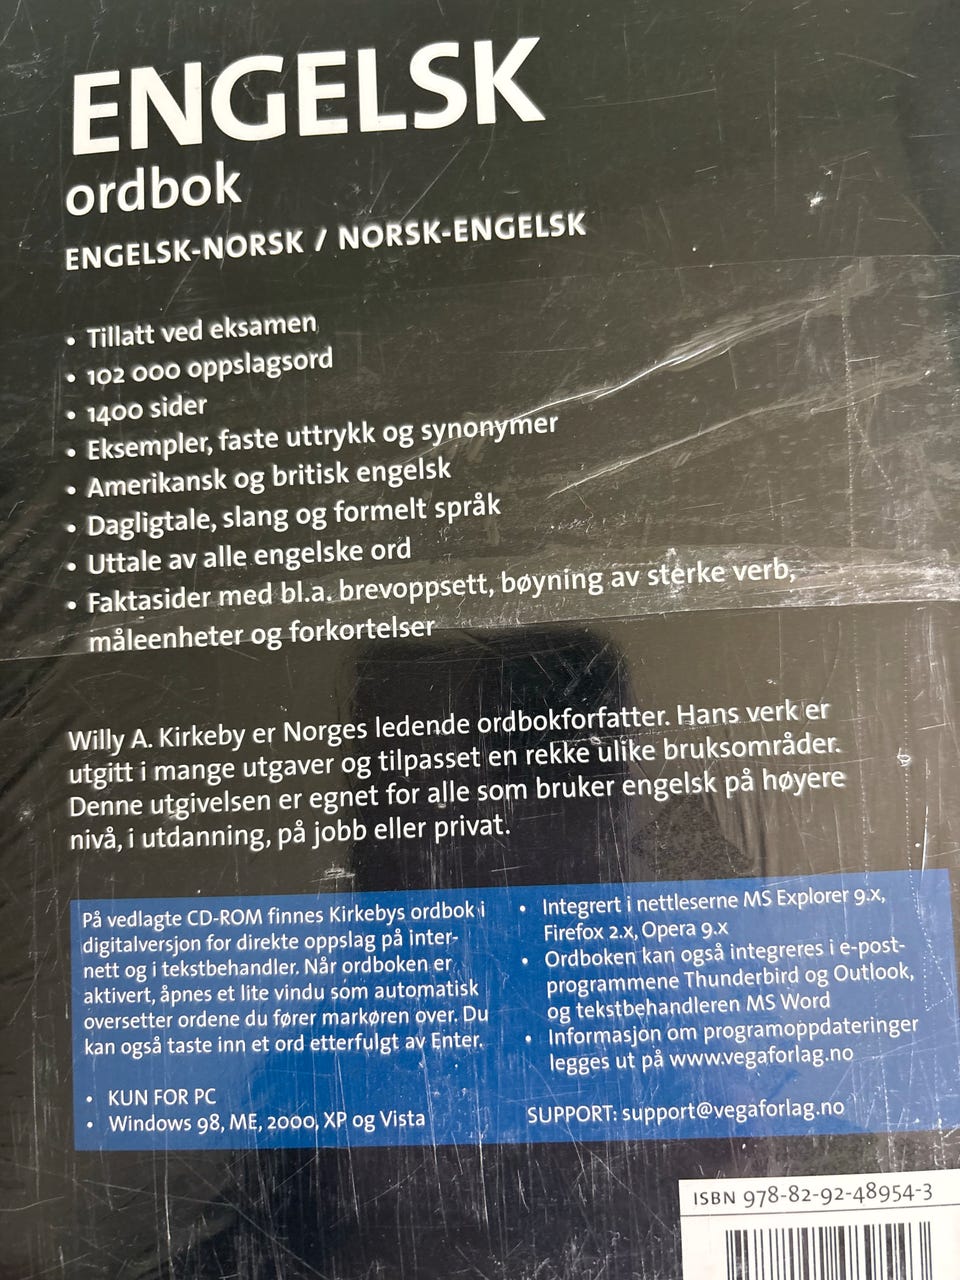 ENGELSK
ordbok
ENGELSK-NORSK / NORSK-ENGELSK
• Tillatt ved eksamen
• 102 000 oppslagsord
• 1400 sider
• Eksempler, faste uttrykk og synonymer
• Amerikansk og britisk engelsk
• Dagligtale, slang og formelt språk
• Uttale av alle engelske ord
• Faktasider med bl.a. brevoppsett, bøyning av sterke verb,
måleenheter og forkortelser
Willy A. Kirkeby er Norges ledende ordbokforfatter. Hans verk er
utgitt i mange utgaver og tilpasset en rekke ulike bruksområder.
Denne utgivelsen er egnet for alle som bruker engelsk på høyere
nivå, i utdanning, på jobb eller privat.
På vedlagte CD-ROM finnes Kirkebys ordbok i
digitalversjon for direkte oppslag på inter-
nett og i tekstbehandler. Når ordboken er
aktivert, åpnes et lite vindu som automatisk
oversetter ordene du fører markøren over. Du
kan også taste inn et ord etterfulgt av Enter.
• KUN FOR PC
• Windows 98, ME, 2000, XP og Vista
• Integrert i nettleserne MS Explorer 9.x,
Firefox 2.x, Opera 9.x
• Ordboken kan også integreres i e-post-
programmene Thunderbird og Outlook,
og tekstbehandleren MS Word
• Informasjon om programoppdateringer
legges ut på www.vegaforlag.no
SUPPORT: support@vegaforlag.no
ISBN 978-82-92-48954-3